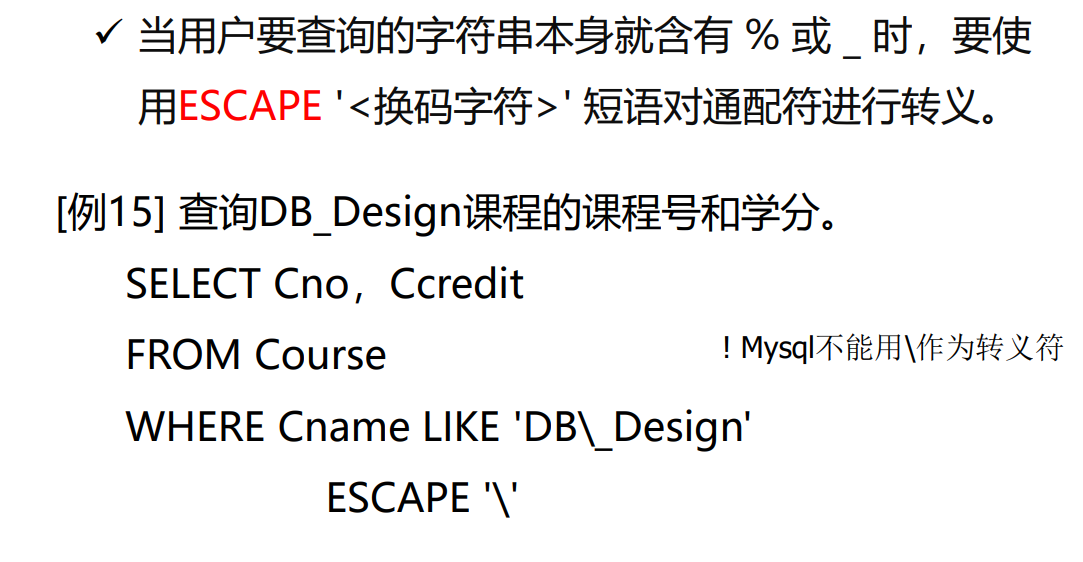 ✓ 当用户要查询的字符串本身就含有 % 或 _ 时，要使
用ESCAPE '<换码字符>' 短语对通配符进行转义。
[例15] 查询DB_Design课程的课程号和学分。
SELECT Cno，Ccredit
FROM Course
! Mysql不能用\作为转义符
WHERE Cname LIKE 'DB\_Design'
ESCAPE '\'